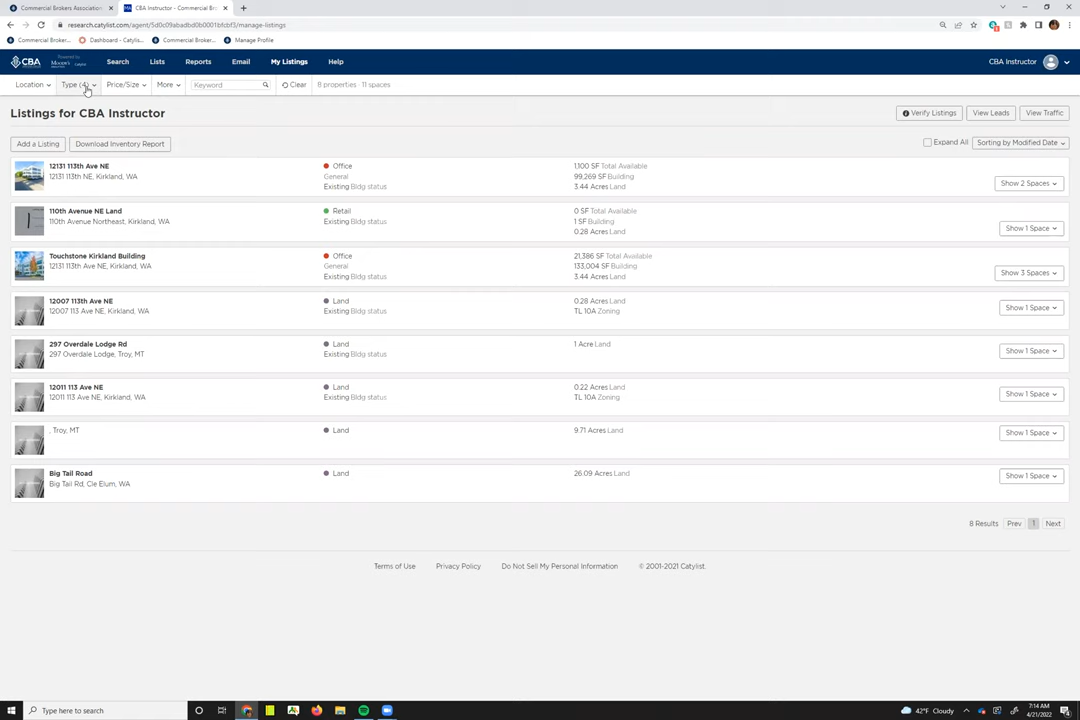 Commercial Brokers Associatio
CBA Instructor - Commercial Br
research.catylist.com/agent/5d0c09abadbd0b0001bfcbf3/manage-listings
Commercial Broker...
Dashboard - Catylis...
Commercial Broker...
Manage Profile
CBA
Powered by
Moody's
Catylist
Search
Lists
Reports
Email
My Listings
Help
CBA Instructor
Location
Type (4)
Price/Size
More
Keyword
Clear
8 properties · 11 spaces
Listings for CBA Instructor
Verify Listings
View Leads
View Traffic
Add a Listing
Download Inventory Report
Expand All
Sorting by Modified Date
12131 113th Ave NE
12131 113th NE, Kirkland, WA
Office
General
Existing Bldg status
1,100 SF Total Available
99,269 SF Building
3.44 Acres Land
Show 2 Spaces
110th Avenue NE Land
110th Avenue Northeast, Kirkland, WA
Retail
Existing Bldg status
0 SF Total Available
1 SF Building
0.28 Acres Land
Show 1 Space
Touchstone Kirkland Building
12131 113th Ave NE, Kirkland, WA
Office
General
Existing Bldg status
21,386 SF Total Available
133,004 SF Building
3.44 Acres Land
Show 3 Spaces
12007 113th Ave NE
12007 113 Ave NE, Kirkland, WA
Land
Existing Bldg status
0.28 Acres Land
TL 10A Zoning
Show 1 Space
297 Overdale Lodge Rd
297 Overdale Lodge, Troy, MT
Land
Existing Bldg status
1 Acre Land
Show 1 Space
12011 113 Ave NE
12011 113 Ave NE, Kirkland, WA
Land
Existing Bldg status
0.22 Acres Land
TL 10A Zoning
Show 1 Space
, Troy, MT
Land
9.71 Acres Land
Show 1 Space
Big Tail Road
Big Tail Rd, Cle Elum, WA
Land
26.09 Acres Land
Show 1 Space
8 Results
Prev
1
Next
Terms of Use
Privacy Policy
Do Not Sell My Personal Information
© 2001-2021 Catylist.
Type here to search
42°F Cloudy
7:14 AM
4/21/2022